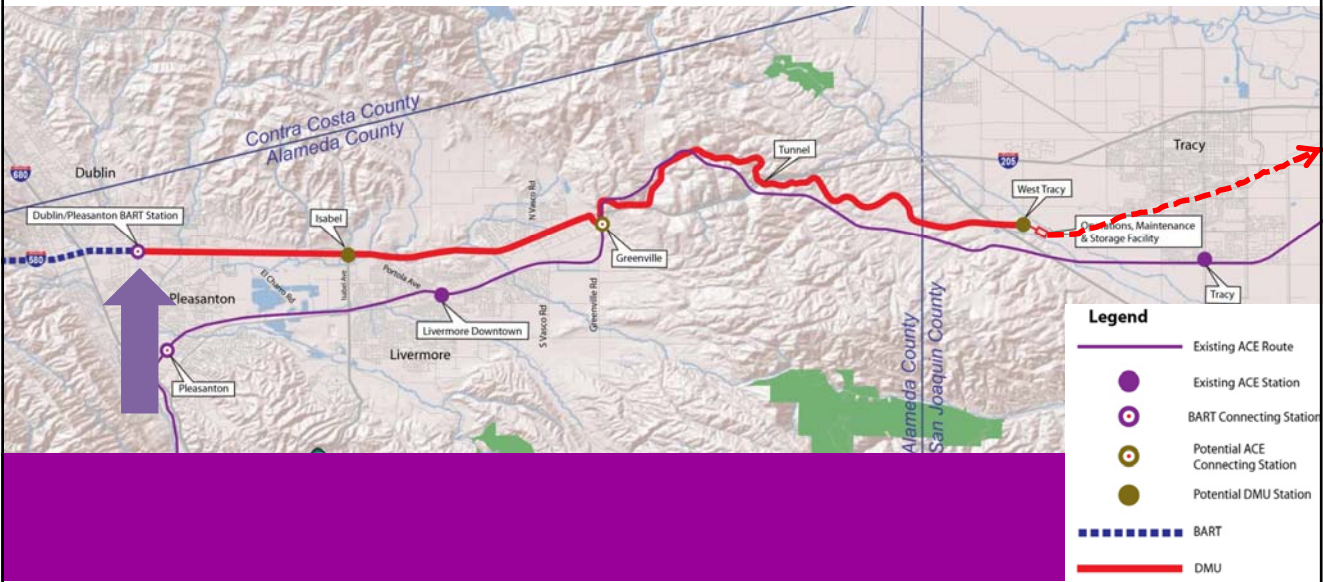 Contra Costa County
Alameda County
680
Dublin
Dublin/Pleasanton BART Station
580
Isabel
N Vasco Rd
Tunnel
205
Tracy
West Tracy
Operations, Maintenance
& Storage Facility
Greenville
Tracy
El Charro Rd
Isabel Ave
Portola Ave
Pleasanton
Livermore Downtown
S Vasco Rd
Greenville Rd
Livermore
Pleasanton
Alameda County
San Joaquin County
Legend
Existing ACE Route
Existing ACE Station
BART Connecting Station
Potential ACE
Connecting Station
Potential DMU Station
BART
DMU